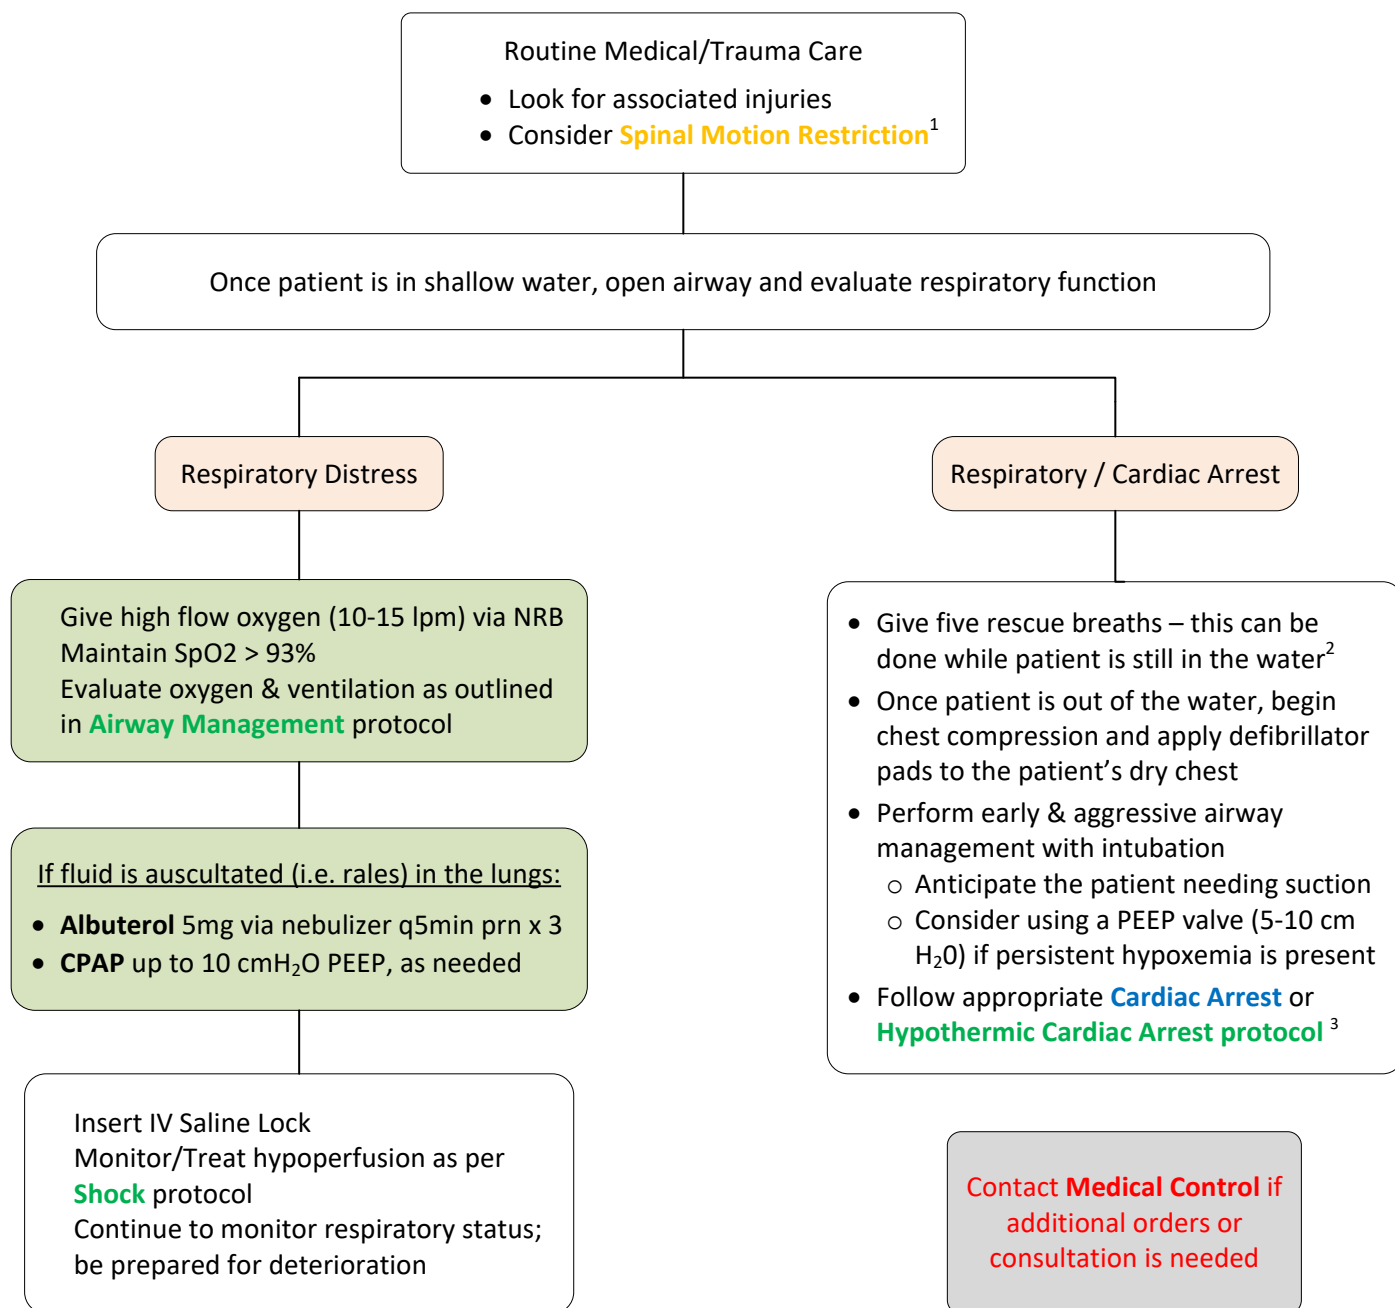 Routine Medical/Trauma Care
• Look for associated injuries
• Consider Spinal Motion Restriction1
Once patient is in shallow water, open airway and evaluate respiratory function
Respiratory Distress
Give high flow oxygen (10-15 lpm) via NRB
Maintain SpO2 > 93%
Evaluate oxygen & ventilation as outlined
in Airway Management protocol
If fluid is auscultated (i.e. rales) in the lungs:
• Albuterol 5mg via nebulizer q5min prn x 3
• CPAP up to 10 cmH2O PEEP, as needed
Insert IV Saline Lock
Monitor/Treat hypoperfusion as per
Shock protocol
Continue to monitor respiratory status;
be prepared for deterioration
Respiratory / Cardiac Arrest
• Give five rescue breaths – this can be
done while patient is still in the water2
• Once patient is out of the water, begin
chest compression and apply defibrillator
pads to the patient’s dry chest
• Perform early & aggressive airway
management with intubation
o Anticipate the patient needing suction
o Consider using a PEEP valve (5-10 cm
H20) if persistent hypoxemia is present
• Follow appropriate Cardiac Arrest or
Hypothermic Cardiac Arrest protocol 3
Contact Medical Control if
additional orders or
consultation is needed